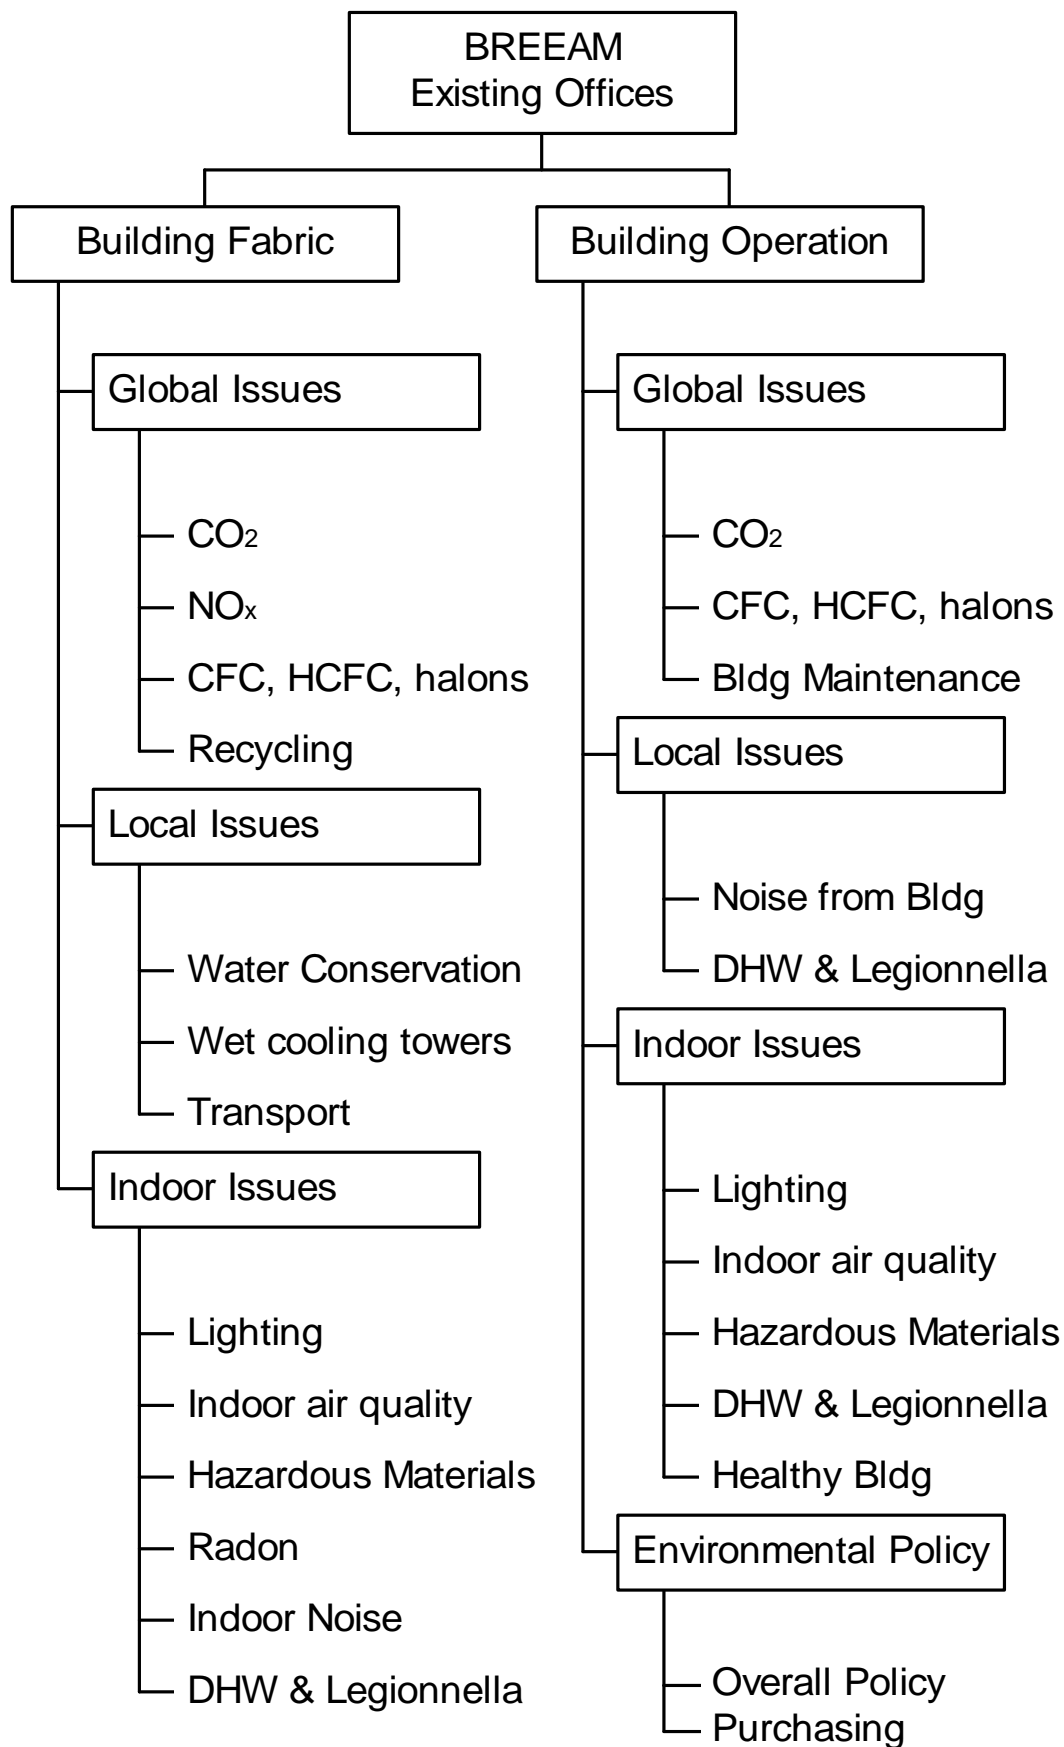 BREEAM
Existing Offices
Building Fabric
Global Issues
CO₂
NOₓ
CFC, HCFC, halons
Recycling
Local Issues
Water Conservation
Wet cooling towers
Transport
Indoor Issues
Lighting
Indoor air quality
Hazardous Materials
Radon
Indoor Noise
DHW & Legionnella
Building Operation
Global Issues
CO₂
CFC, HCFC, halons
Bldg Maintenance
Local Issues
Noise from Bldg
DHW & Legionnella
Indoor Issues
Lighting
Indoor air quality
Hazardous Materials
DHW & Legionnella
Healthy Bldg
Environmental Policy
Overall Policy
Purchasing